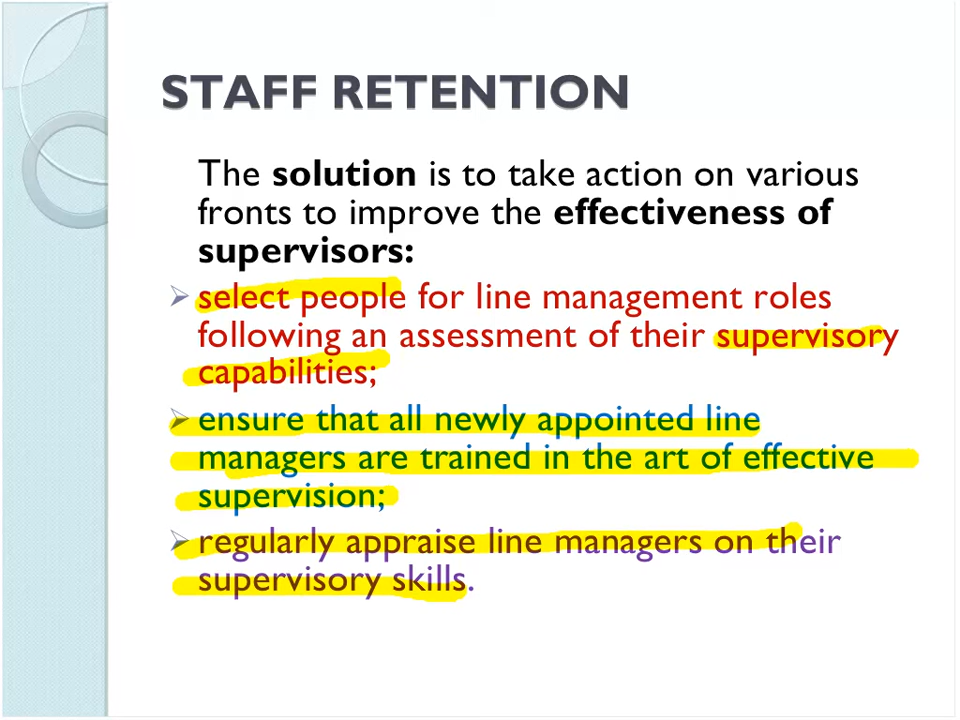 STAFF RETENTION
The solution is to take action on various
fronts to improve the effectiveness of
supervisors:
select people for line management roles
following an assessment of their supervisory
capabilities;
ensure that all newly appointed line
managers are trained in the art of effective
supervision;
regularly appraise line managers on their
supervisory skills.